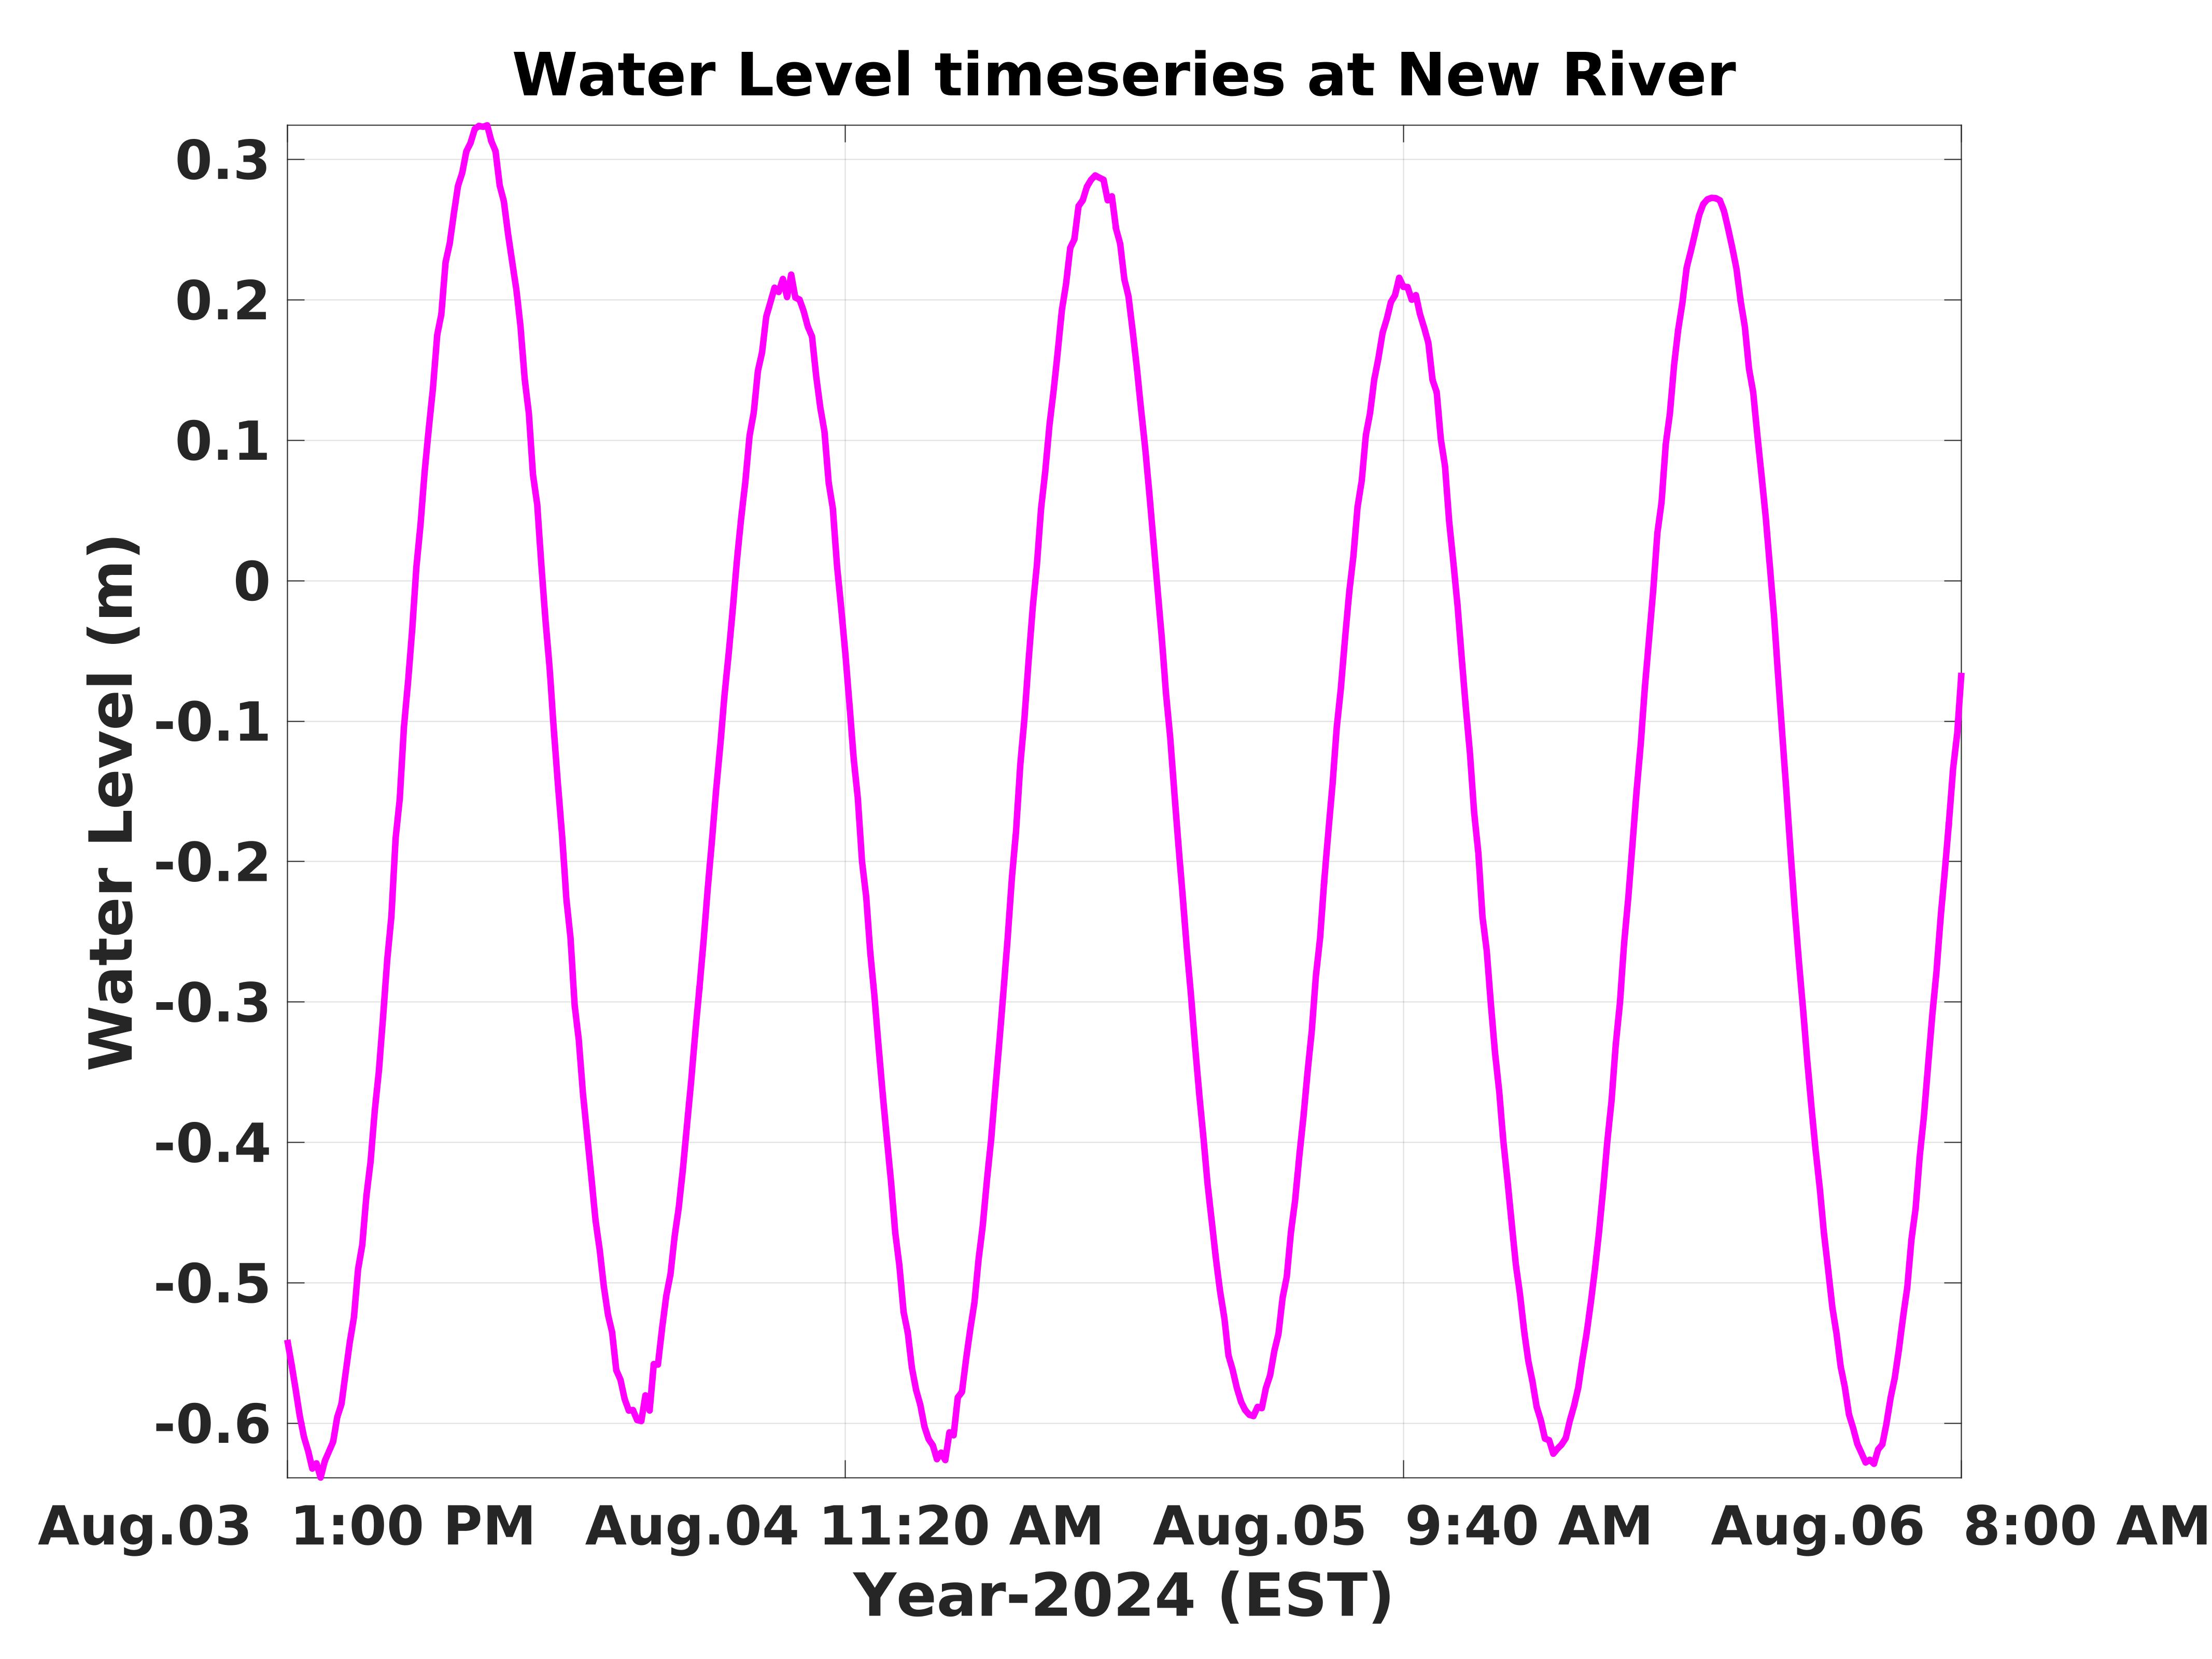 Water Level timeseries at New River
0.3
0.2
0.1
0
-0.1
-0.2
-0.3
-0.4
-0.5
-0.6
Water Level (m)
Aug.03 1:00 PM Aug.04 11:20 AM Aug.05 9:40 AM Aug.06 8:00 AM
Year-2024 (EST)